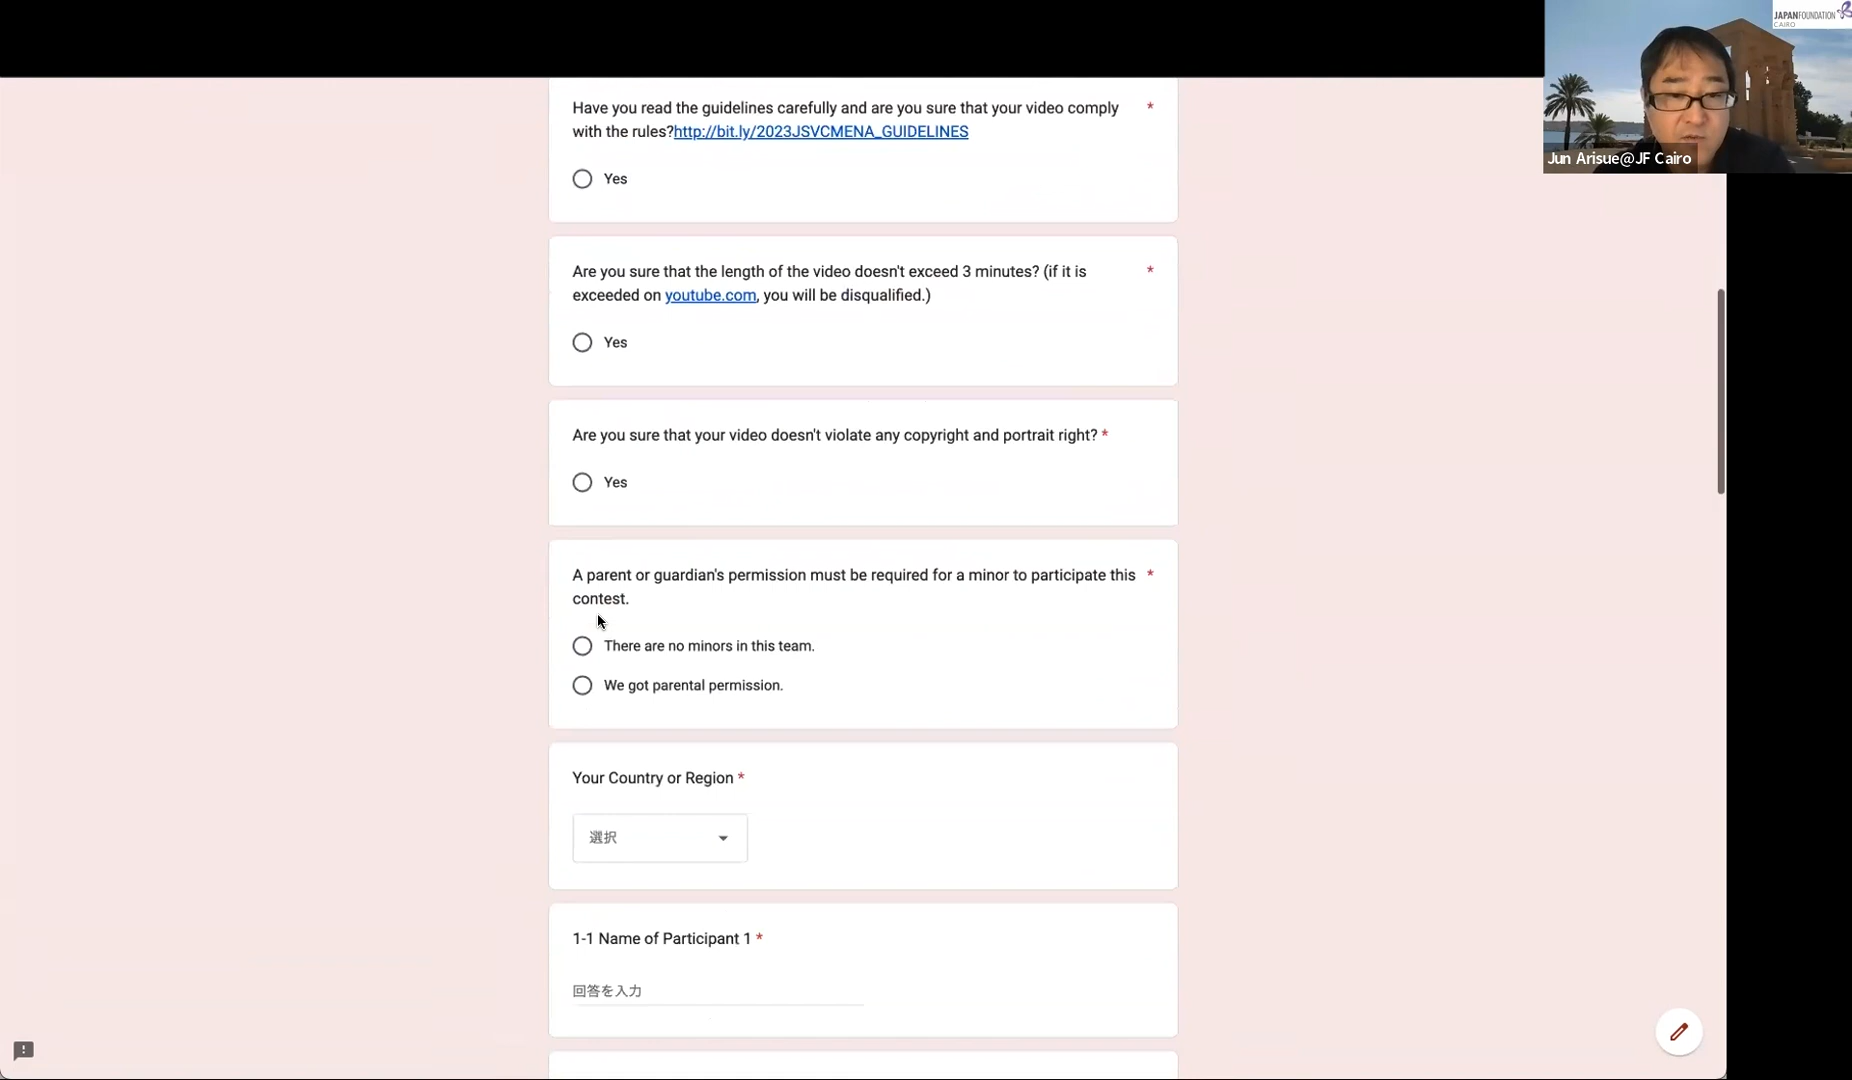 JAPANFOUNDATION
CAIRO
Jun Arisue@JF Cairo
Have you read the guidelines carefully and are you sure that your video comply *
with the rules?http://bit.ly/2023JSVCMENA_GUIDELINES
Yes
Are you sure that the length of the video doesn't exceed 3 minutes? (if it is *
exceeded on youtube.com, you will be disqualified.)
Yes
Are you sure that your video doesn't violate any copyright and portrait right? *
Yes
A parent or guardian's permission must be required for a minor to participate this *
contest.
There are no minors in this team.
We got parental permission.
Your Country or Region *
選択
1-1 Name of Participant 1 *
回答を入力